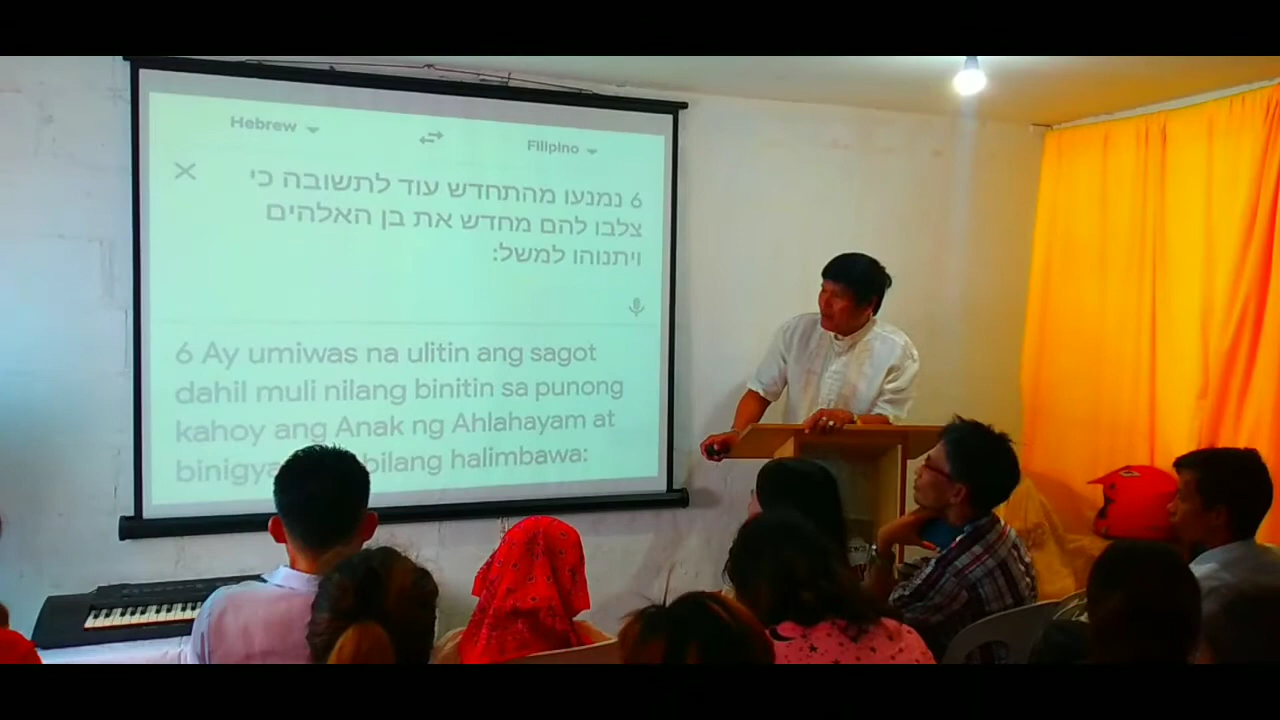 Hebrew
Filipino
6 נמנעו מהתחדש עוד לתשובה כי
צלבו להם מחדש את בן האלהים
ויתנוהו למשל:
6 Ay umiwas na ulitin ang sagot
dahil muli nilang binitin sa punong
kahoy ang Anak ng Ahlahayam at
halimbawa: